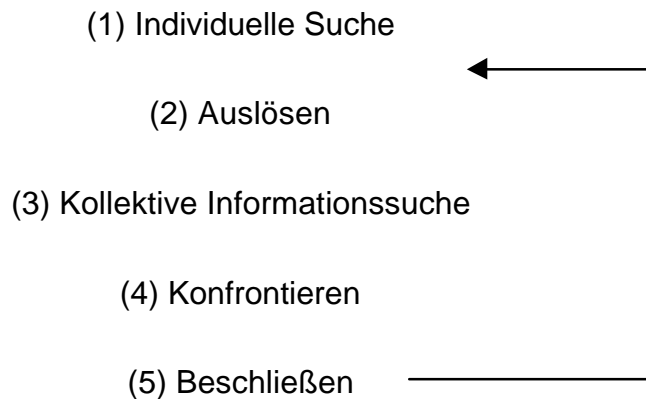 (1) Individuelle Suche
(2) Auslösen
(3) Kollektive Informationssuche
(4) Konfrontieren
(5) Beschließen